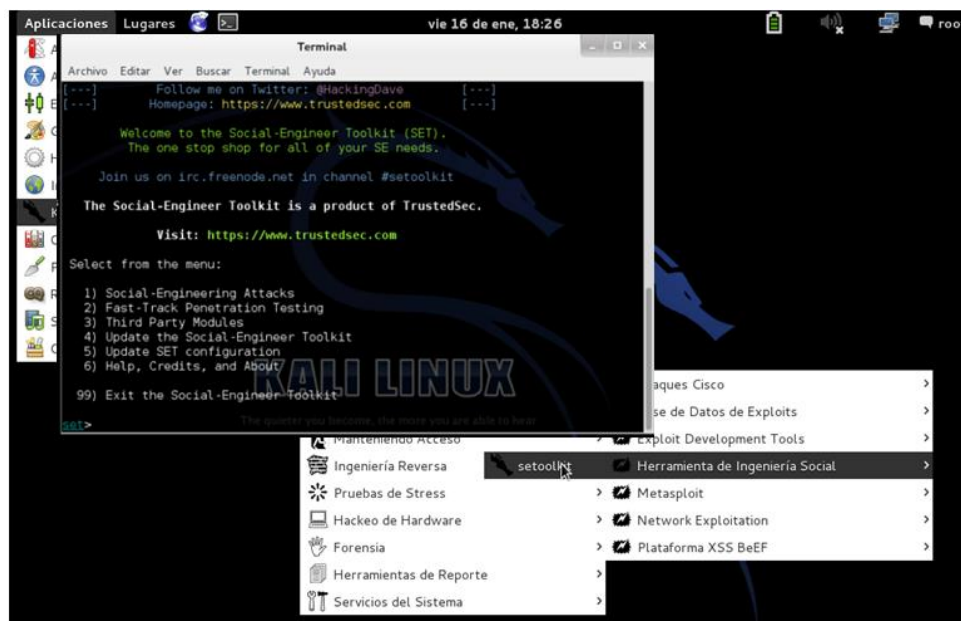 Aplicaciones Lugares vie 16 de ene, 18:26 roo
Terminal
Archivo Editar Ver Buscar Terminal Ayuda
[---] Follow me on Twitter: @HackingDave [---]
[---] Homepage: https://www.trustedsec.com [---]
Welcome to the Social-Engineer Toolkit (SET).
The one stop shop for all of your SE needs.
Join us on irc.freenode.net in channel #setoolkit
The Social-Engineer Toolkit is a product of TrustedSec.
Visit: https://www.trustedsec.com
Select from the menu:
1) Social-Engineering Attacks
2) Fast-Track Penetration Testing
3) Third Party Modules
4) Update the Social-Engineer Toolkit
5) Update SET configuration
6) Help, Credits, and About
99) Exit the Social-Engineer Toolkit
set>
KALI LINUX
The quieter you become, the more you are able to hear
aques Cisco
se de Datos de Exploits
Exploit Development Tools
Herramienta de Ingeniería Social
Metasploit
Network Exploitation
Plataforma XSS BeEF
setoolkit
Manteniendo Acceso
Ingeniería Reversa
Pruebas de Stress
Hackeo de Hardware
Forensia
Herramientas de Reporte
Servicios del Sistema